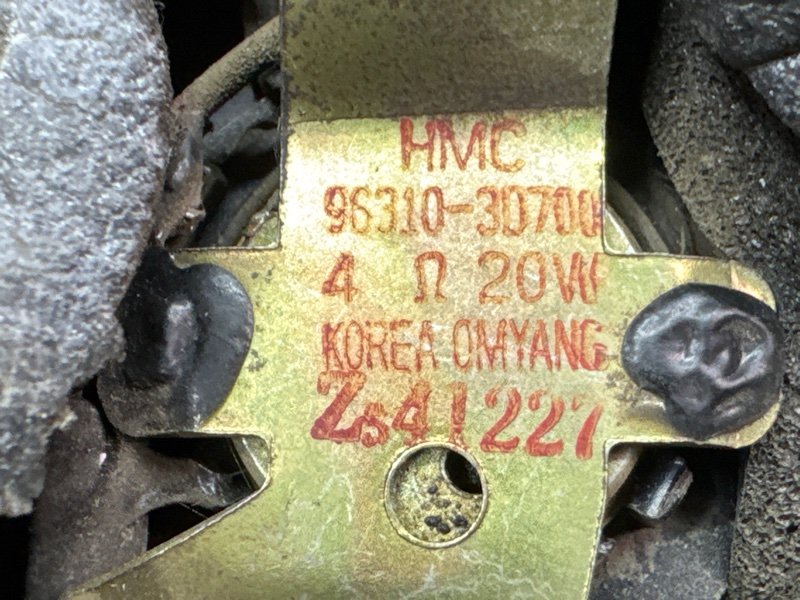 HMC
96310-3D700
4 Ω 20W
KOREA OMYANG
Zs41227